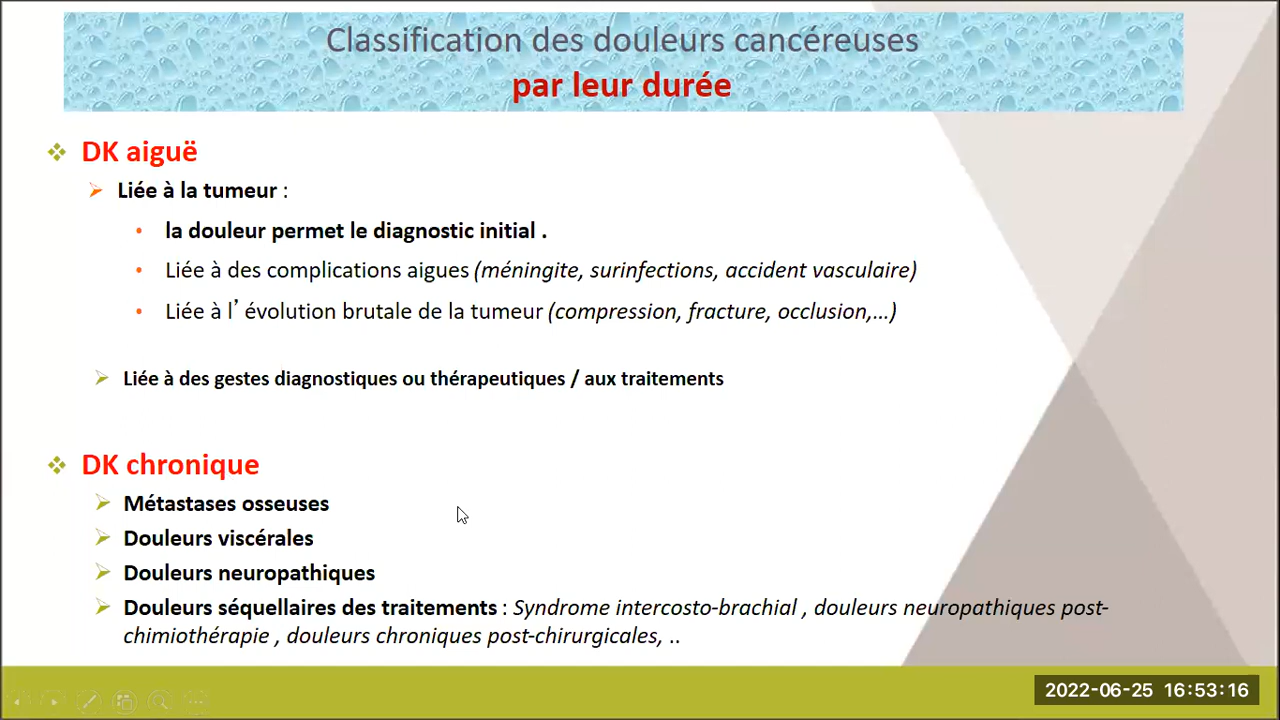 Classification des douleurs cancéreuses
par leur durée
DK aiguë
Liée à la tumeur :
la douleur permet le diagnostic initial .
Liée à des complications aigues (méningite, surinfections, accident vasculaire)
Liée à l’ évolution brutale de la tumeur (compression, fracture, occlusion,...)
Liée à des gestes diagnostiques ou thérapeutiques / aux traitements
DK chronique
Métastases osseuses
Douleurs viscérales
Douleurs neuropathiques
Douleurs séquellaires des traitements : Syndrome intercosto-brachial , douleurs neuropathiques post-
chimiothérapie , douleurs chroniques post-chirurgicales, ..
2022-06-25 16:53:16